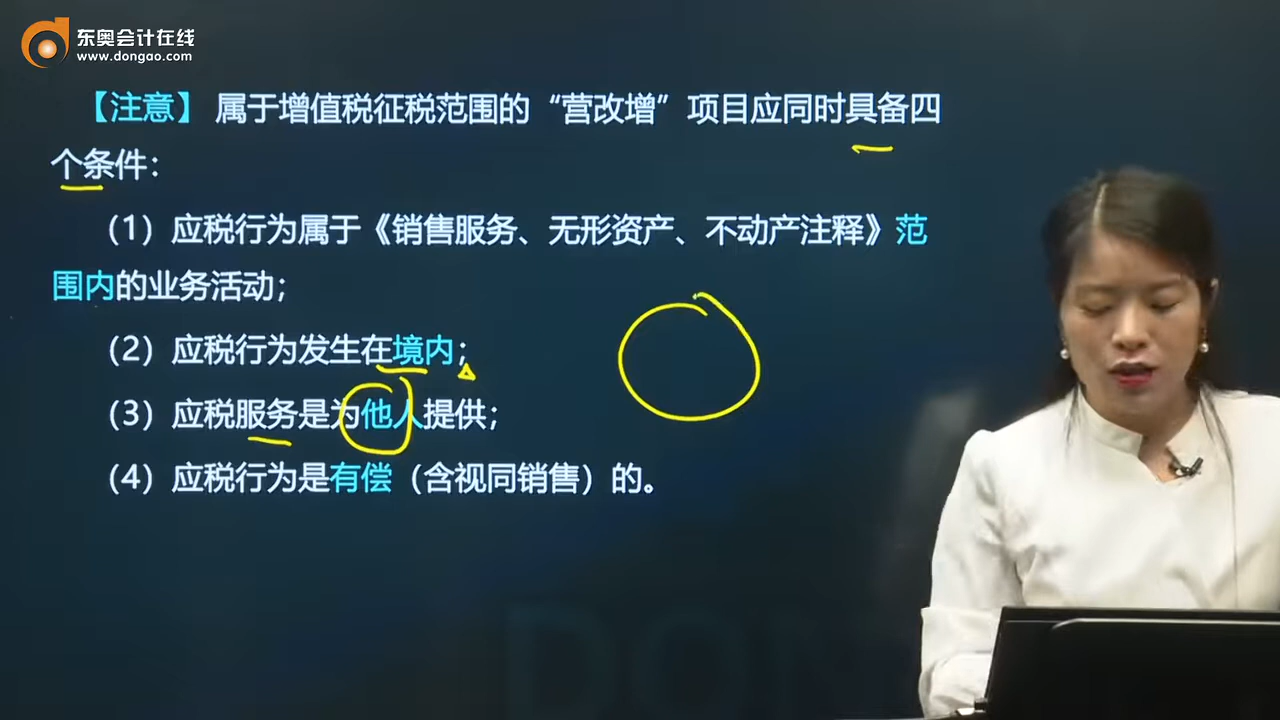 东奥会计在线
www.dongao.com
【注意】属于增值税征税范围的“营改增”项目应同时具备四
个条件：
（1）应税行为属于《销售服务、无形资产、不动产注释》范
围内的业务活动；
（2）应税行为发生在境内；
（3）应税服务是为他人提供；
（4）应税行为是有偿（含视同销售）的。